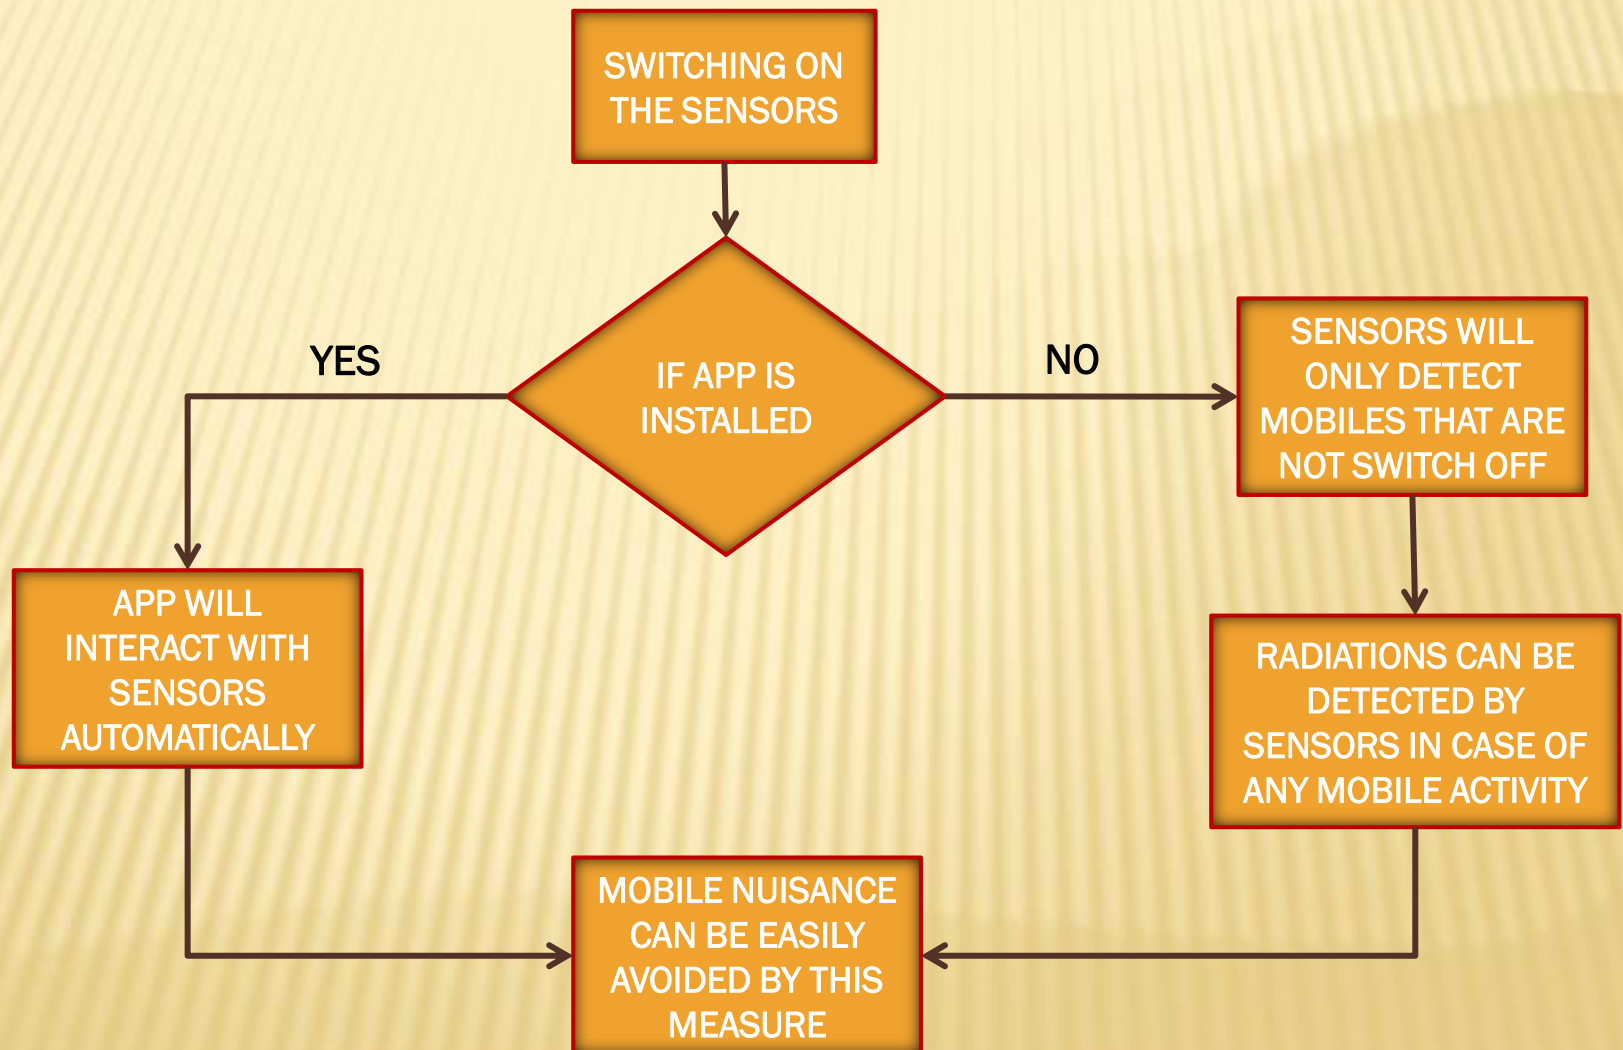 SWITCHING ON
THE SENSORS
IF APP IS
INSTALLED
YES
NO
SENSORS WILL
ONLY DETECT
MOBILES THAT ARE
NOT SWITCH OFF
APP WILL
INTERACT WITH
SENSORS
AUTOMATICALLY
RADIATIONS CAN BE
DETECTED BY
SENSORS IN CASE OF
ANY MOBILE ACTIVITY
MOBILE NUISANCE
CAN BE EASILY
AVOIDED BY THIS
MEASURE